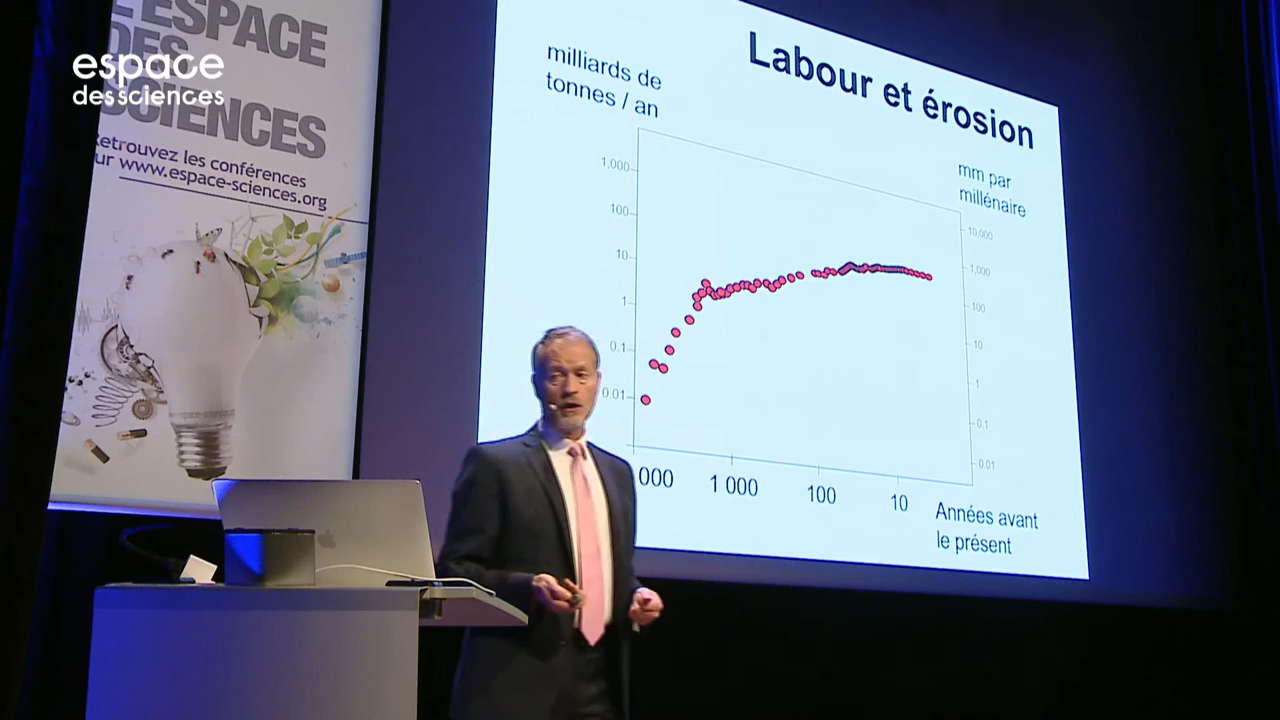 L'ESPACE
DES
SCIENCES
espace
des sciences
Retrouvez les conférences
sur www.espace-sciences.org
Labour et érosion
milliards de
tonnes / an
mm par
millénaire
1,000
100
10
1
0.1
0.01
10,000
1,000
100
10
1
0.1
0.01
000
1 000
100
10
Années avant
le présent